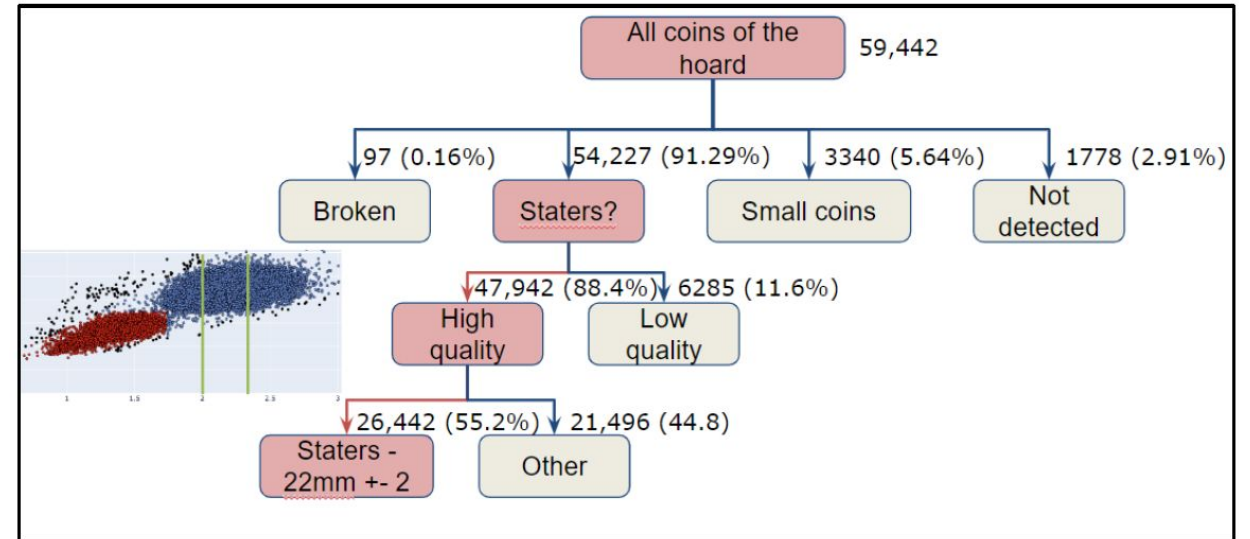 All coins of the
hoard
59,442
97 (0.16%)
54,227 (91.29%)
3340 (5.64%)
1778 (2.91%)
Broken
Staters?
Small coins
Not
detected
47,942 (88.4%)
6285 (11.6%)
High
quality
Low
quality
1 1.5 2 2.5 3
26,442 (55.2%)
21,496 (44.8)
Staters -
22mm +- 2
Other